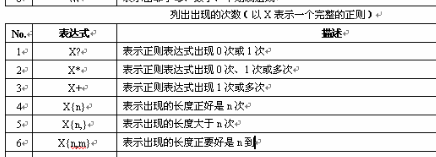 列出出现的次数（以 X 表示一个完整的正则）
No. 表达式 描述
1 X? 表示正则表达式出现 0 次或 1 次
2 X* 表示正则表达式出现 0 次、1 次或多次
3 X+ 表示正则表达式出现 1 次或多次
4 X{n} 表示出现的长度正好是 n 次
5 X{n,} 表示出现的长度大于 n 次
6 X{n,m} 表示出现的长度正要好是 n 到